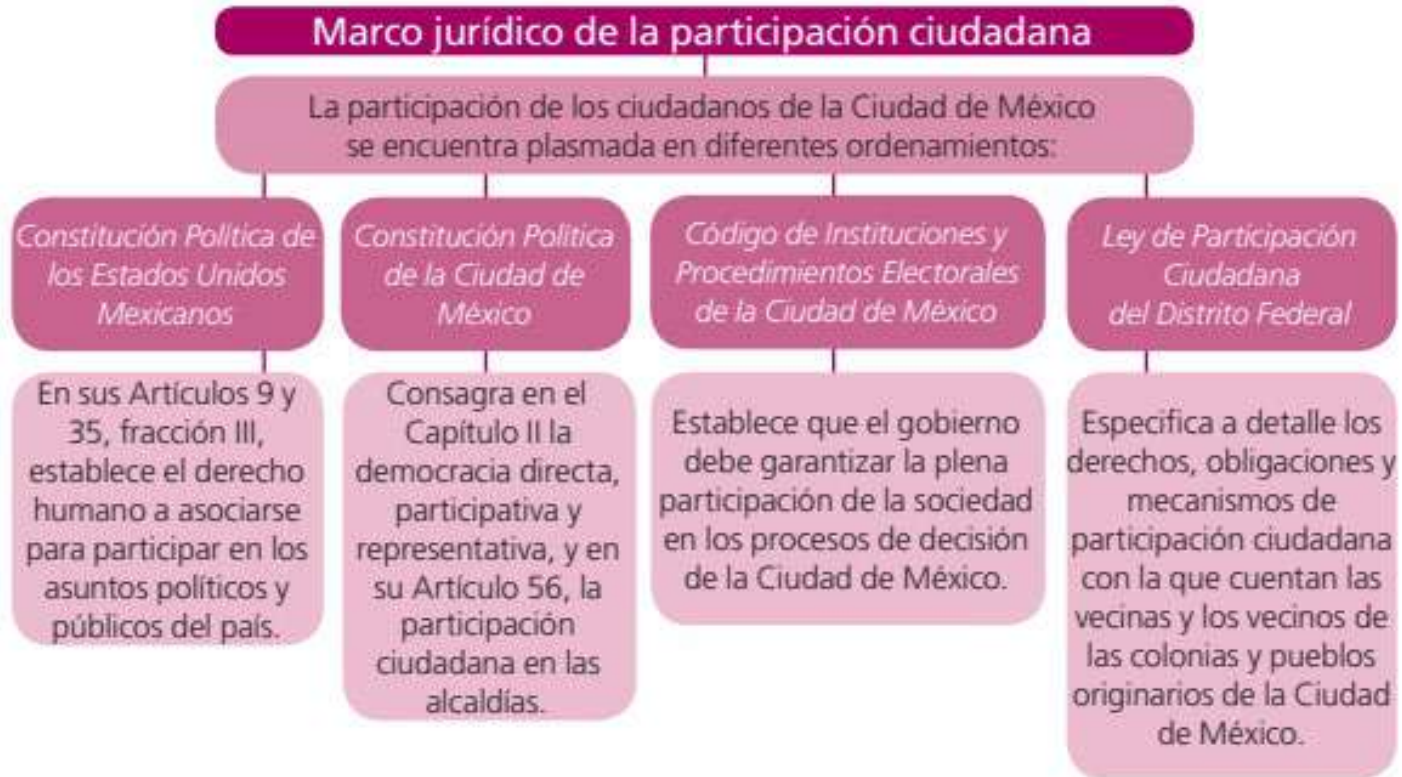 Marco jurídico de la participación ciudadana
La participación de los ciudadanos de la Ciudad de México
se encuentra plasmada en diferentes ordenamientos:
Constitución Política de
los Estados Unidos
Mexicanos
En sus Artículos 9 y
35, fracción III,
establece el derecho
humano a asociarse
para participar en los
asuntos políticos y
públicos del país.
Constitución Política
de la Ciudad de
México
Consagra en el
Capítulo II la
democracia directa,
participativa y
representativa, y en
su Artículo 56, la
participación
ciudadana en las
alcaldías.
Código de Instituciones y
Procedimientos Electorales
de la Ciudad de México
Establece que el gobierno
debe garantizar la plena
participación de la sociedad
en los procesos de decisión
de la Ciudad de México.
Ley de Participación
Ciudadana
del Distrito Federal
Especifica a detalle los
derechos, obligaciones y
mecanismos de
participación ciudadana
con la que cuentan las
vecinas y los vecinos de
las colonias y pueblos
originarios de la Ciudad
de México.